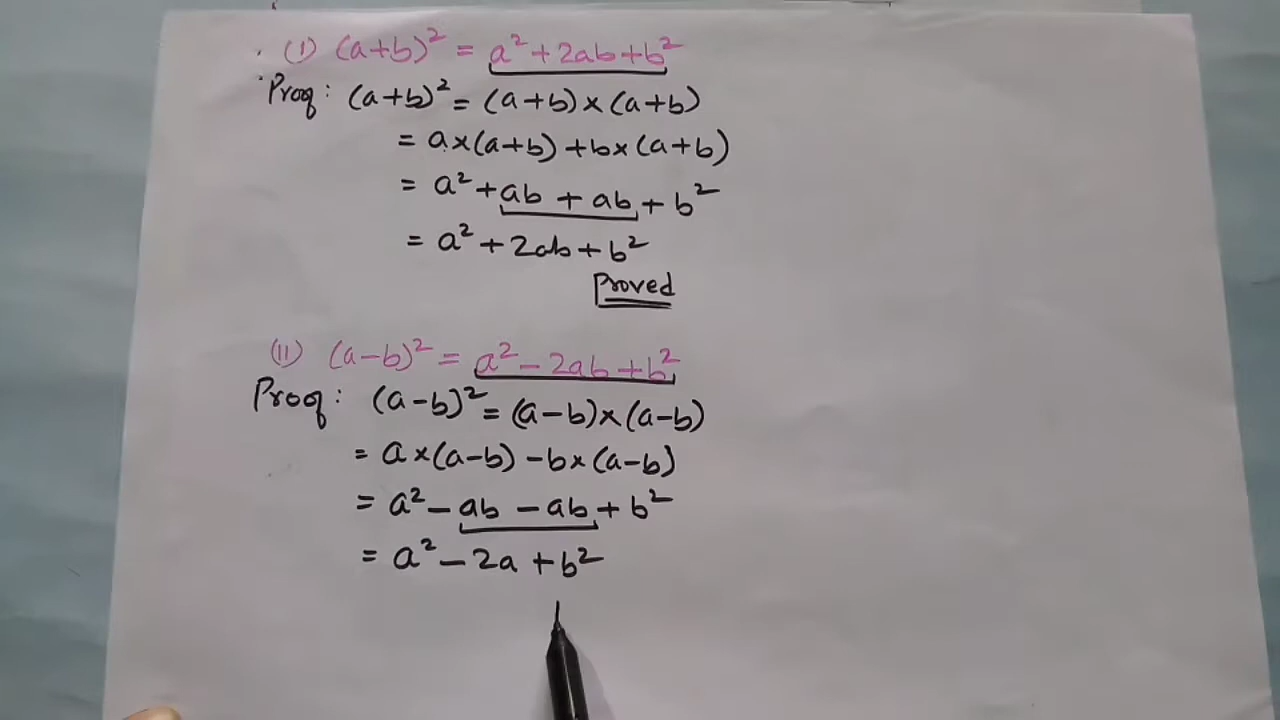 (i) (a+b)² = a² + 2ab + b²
Proof: (a+b)² = (a+b) × (a+b)
= a×(a+b) + b×(a+b)
= a² + ab + ab + b²
= a² + 2ab + b²
Proved
(ii) (a-b)² = a² - 2ab + b²
Proof: (a-b)² = (a-b)×(a-b)
= a×(a-b) - b×(a-b)
= a² - ab - ab + b²
= a² - 2a + b²